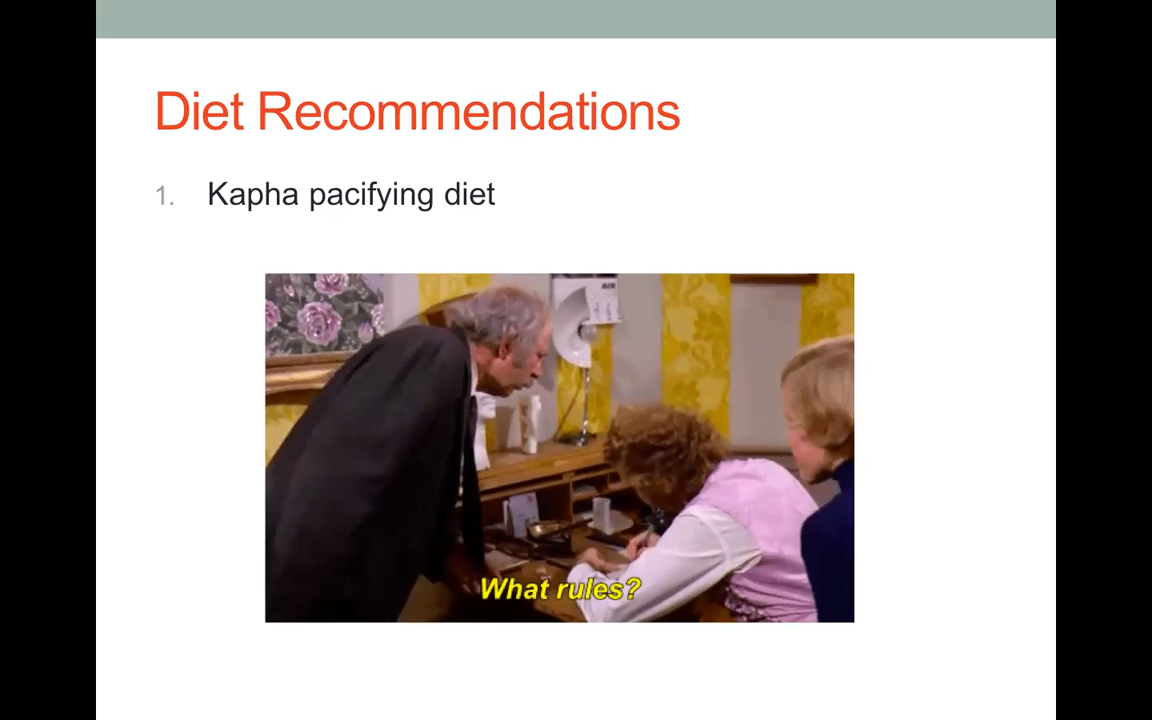 Diet Recommendations
1. Kapha pacifying diet
What rules?